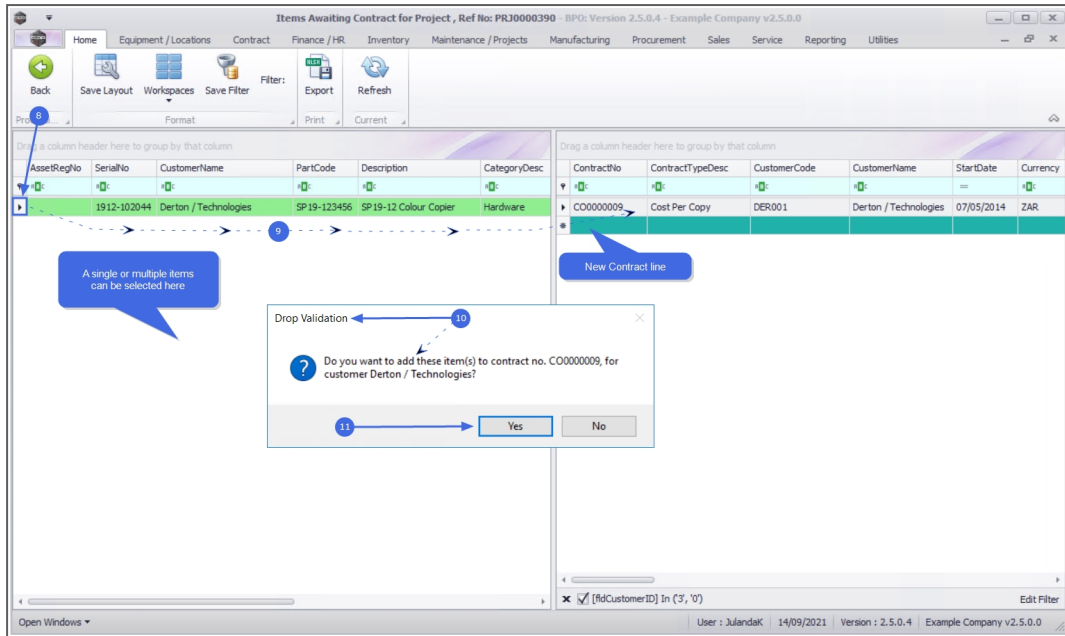 Items Awaiting Contract for Project , Ref No: PRJ0000390 - BPO: Version 2.5.0.4 - Example Company v2.5.0.0
Home Equipment / Locations Contract Finance / HR Inventory Maintenance / Projects Manufacturing Procurement Sales Service Reporting Utilities
Back Save Layout Workspaces Save Filter Filter: Export Refresh
Format Print Current
8
Drag a column header here to group by that column
AssetRegNo SerialNo CustomerName PartCode Description CategoryDesc
1912-102044 Derton / Technologies SP19-123456 SP19-12 Colour Copier Hardware
9
A single or multiple items
can be selected here
Drag a column header here to group by that column
ContractNo ContractTypeDesc CustomerCode CustomerName StartDate Currency
=
CO0000009 Cost Per Copy DER001 Derton / Technologies 07/05/2014 ZAR
New Contract line
Drop Validation
10
Do you want to add these item(s) to contract no. CO0000009, for
customer Derton / Technologies?
11
Yes No
[fldCustomerID] In ('3', '0') Edit Filter
Open Windows User : JulandaK 14/09/2021 Version : 2.5.0.4 Example Company v2.5.0.0